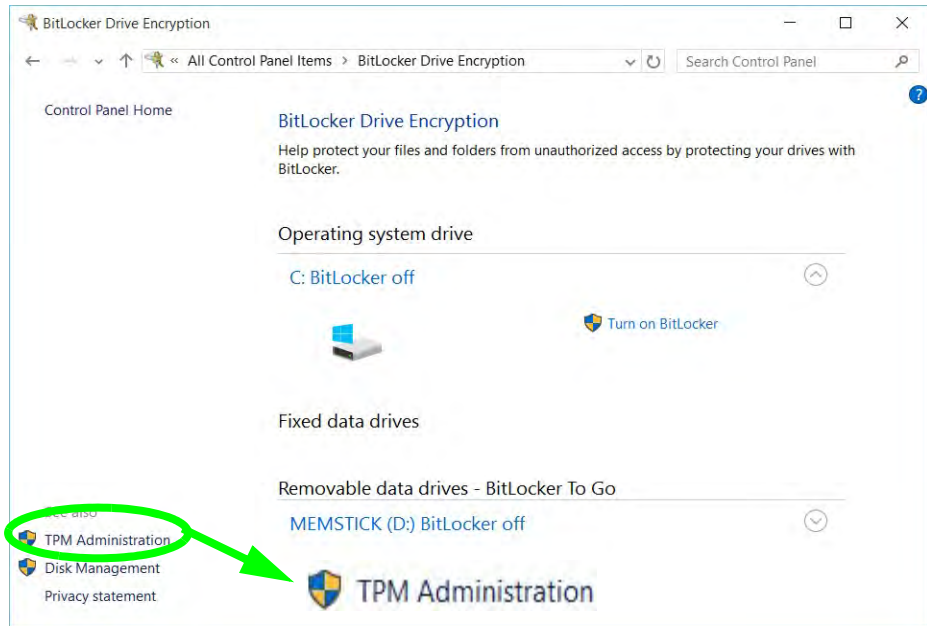 BitLocker Drive Encryption
« All Control Panel Items > BitLocker Drive Encryption
Search Control Panel
Control Panel Home
BitLocker Drive Encryption
Help protect your files and folders from unauthorized access by protecting your drives with
BitLocker.
Operating system drive
C: BitLocker off
Turn on BitLocker
Fixed data drives
Removable data drives - BitLocker To Go
MEMSTICK (D:) BitLocker off
See also
TPM Administration
Disk Management
Privacy statement
TPM Administration